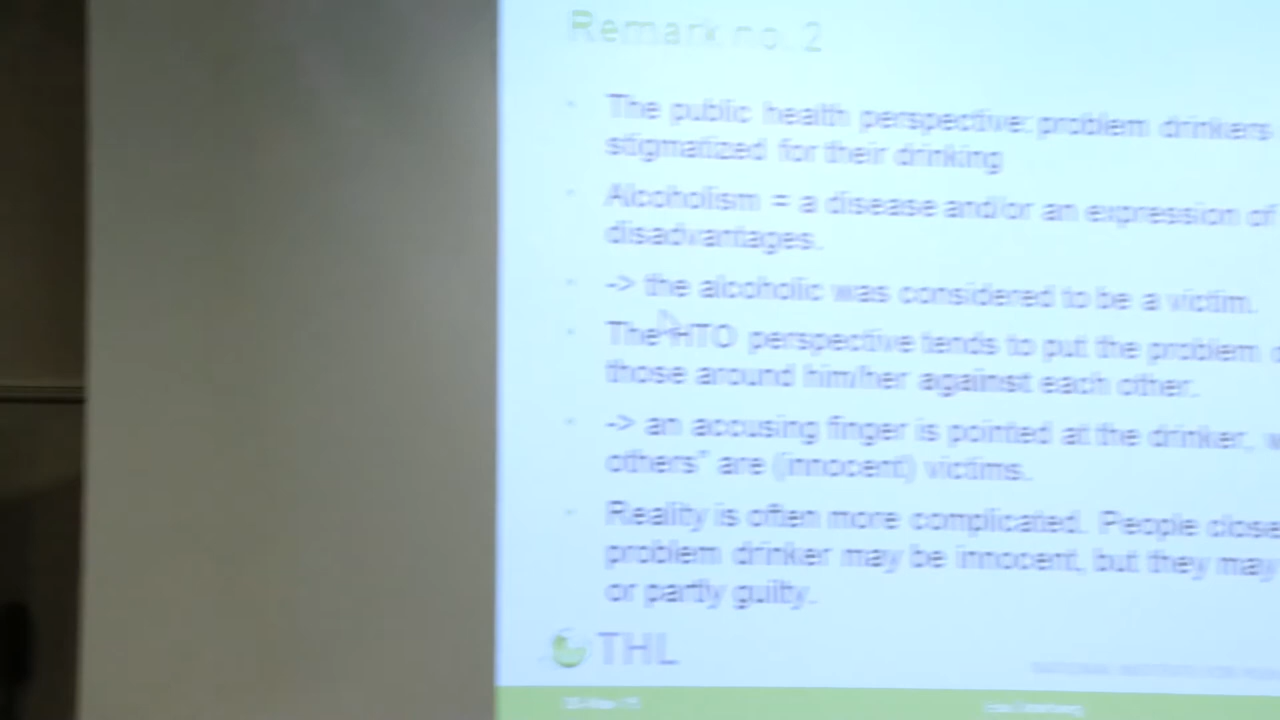 Remark no. 2
The public health perspective: problem drinkers
stigmatized for their drinking
Alcoholism = a disease and/or an expression of
disadvantages.
-> the alcoholic was considered to be a victim.
The HTO perspective tends to put the problem
those around him/her against each other.
-> an accusing finger is pointed at the drinker,
others" are (innocent) victims.
Reality is often more complicated. People close
problem drinker may be innocent, but they may
or partly guilty.
THL
NATIONAL INSTITUTE FOR